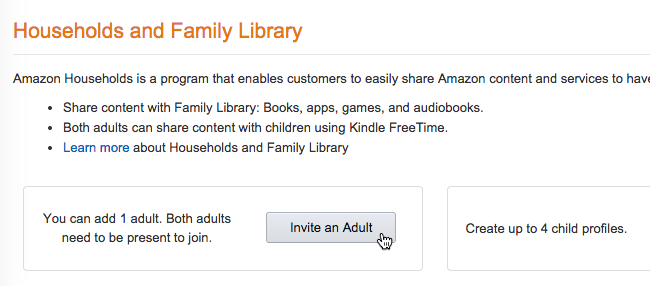 Households and Family Library
Amazon Households is a program that enables customers to easily share Amazon content and services to have
• Share content with Family Library: Books, apps, games, and audiobooks.
• Both adults can share content with children using Kindle FreeTime.
• Learn more about Households and Family Library
You can add 1 adult. Both adults
need to be present to join.
Invite an Adult
Create up to 4 child profiles.